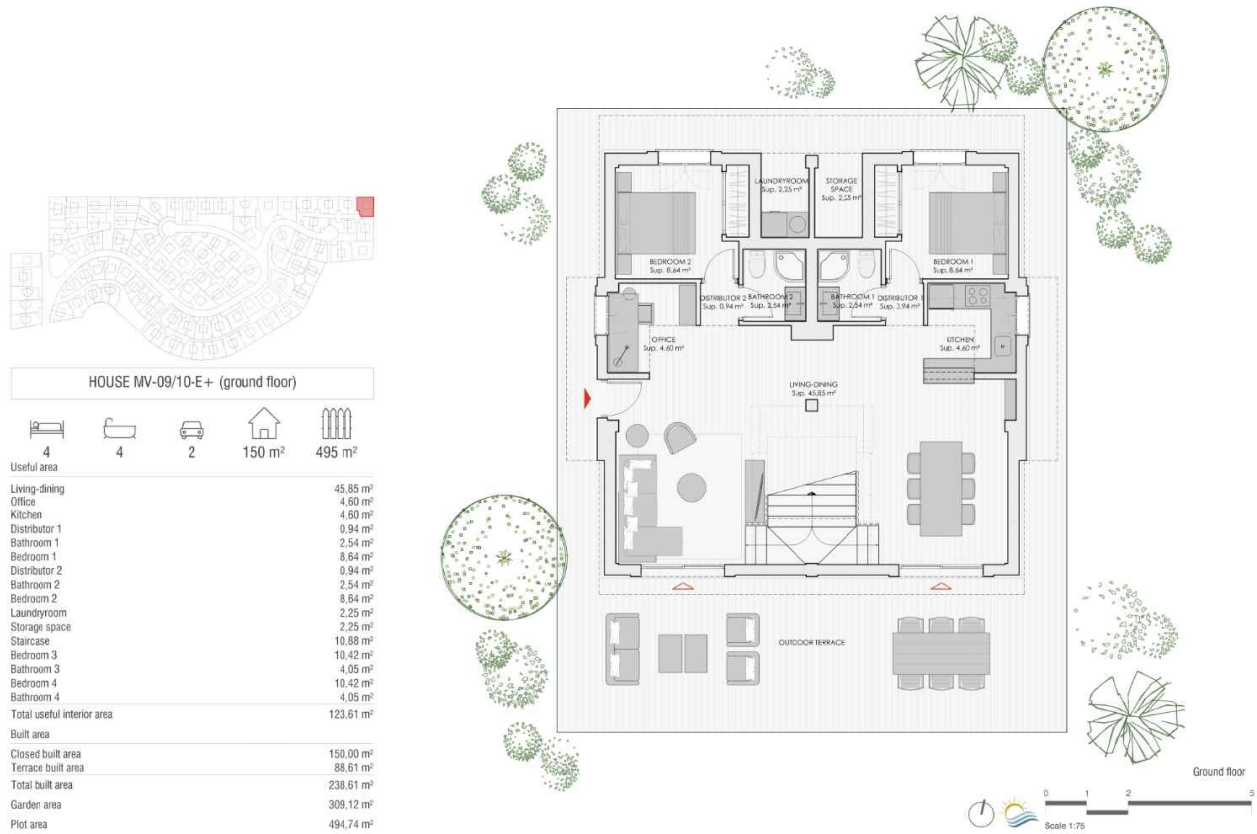 HOUSE MV-09/10-E+ (ground floor)
4 4 2 150 m² 495 m²
Useful area
Living-dining 45,85 m²
Office 4,60 m²
Kitchen 4,60 m²
Distributor 1 0,94 m²
Bathroom 1 2,54 m²
Bedroom 1 8,64 m²
Distributor 2 0,94 m²
Bathroom 2 2,54 m²
Bedroom 2 8,64 m²
Laundryroom 2,25 m²
Storage space 2,25 m²
Staircase 10,88 m²
Bedroom 3 10,42 m²
Bathroom 3 4,05 m²
Bedroom 4 10,42 m²
Bathroom 4 4,05 m²
Total useful interior area 123,61 m²
Built area
Closed built area 150,00 m²
Terrace built area 88,61 m²
Total built area 238,61 m²
Garden area 309,12 m²
Plot area 494,74 m²
LAUNDRYROOM
Sup. 2,25 m²
STORAGE
SPACE
Sup. 2,25 m²
BEDROOM 2
Sup. 8,64 m²
BEDROOM 1
Sup. 8,64 m²
DISTRIBUTOR 2
Sup. 0,94 m²
BATHROOM 2
Sup. 2,54 m²
BATHROOM 1
Sup. 2,54 m²
DISTRIBUTOR 1
Sup. 0,94 m²
OFFICE
Sup. 4,60 m²
KITCHEN
Sup. 4,60 m²
LIVING-DINING
Sup. 45,85 m²
OUTDOOR TERRACE
Ground floor
0 1 2 5
Scale 1:75